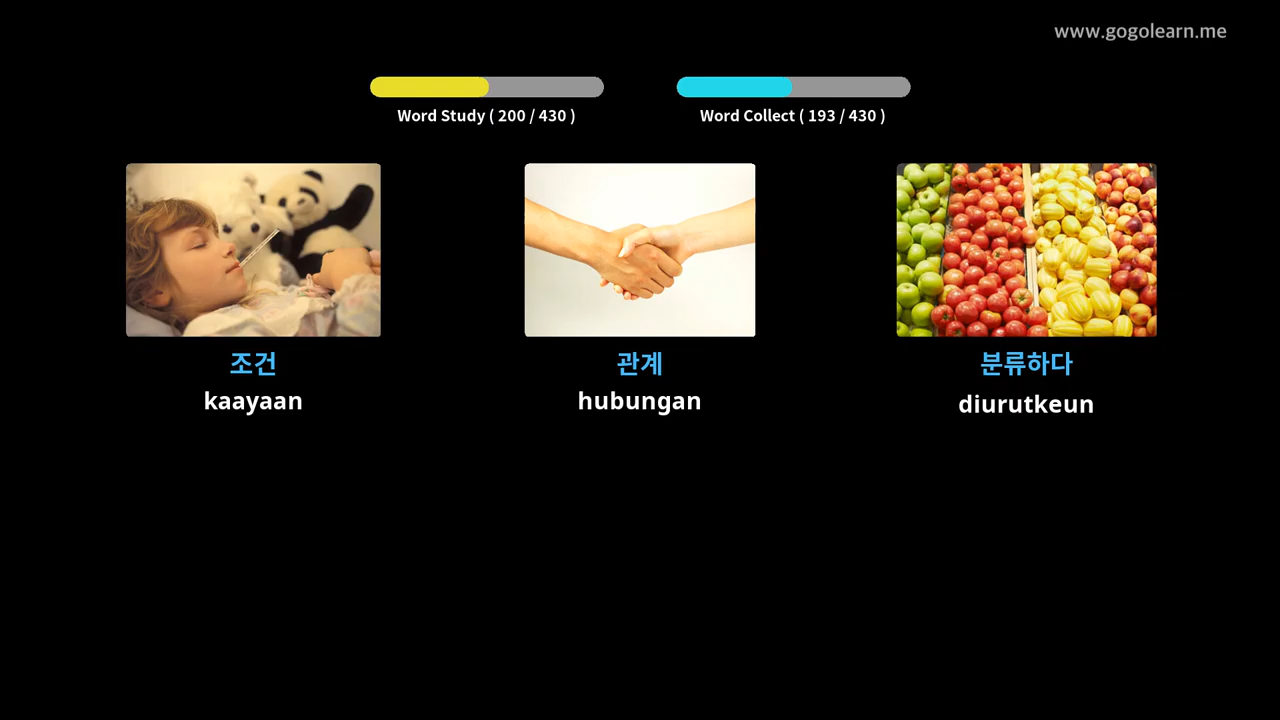 www.gogolearn.me
Word Study ( 200 / 430 )
Word Collect ( 193 / 430 )
조건
kaayaan
관계
hubungan
분류하다
diurutkeun